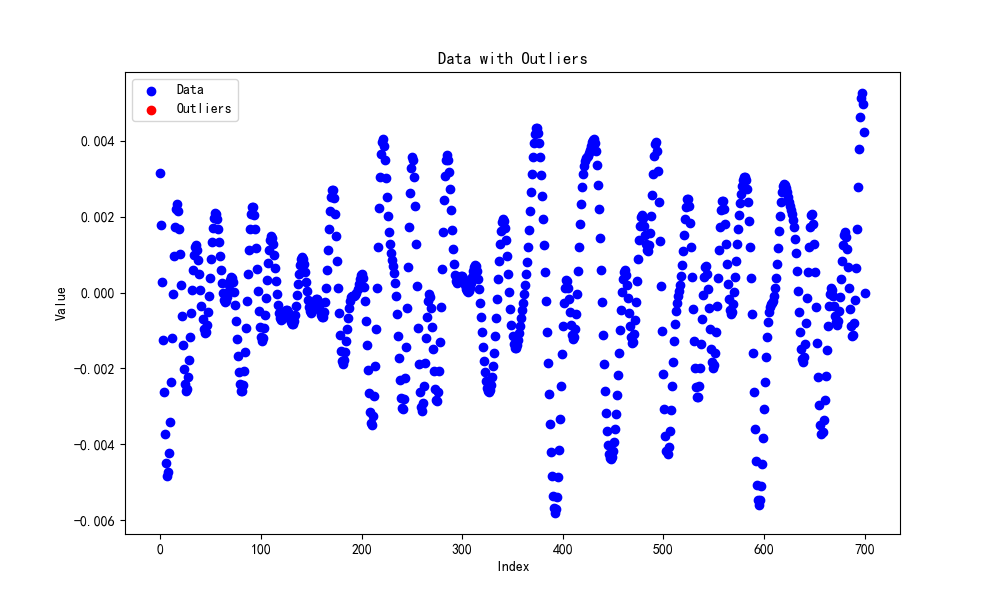 Data with Outliers
Data
Outliers
0.004
0.002
0.000
-0.002
-0.004
-0.006
Value
0 100 200 300 400 500 600 700
Index